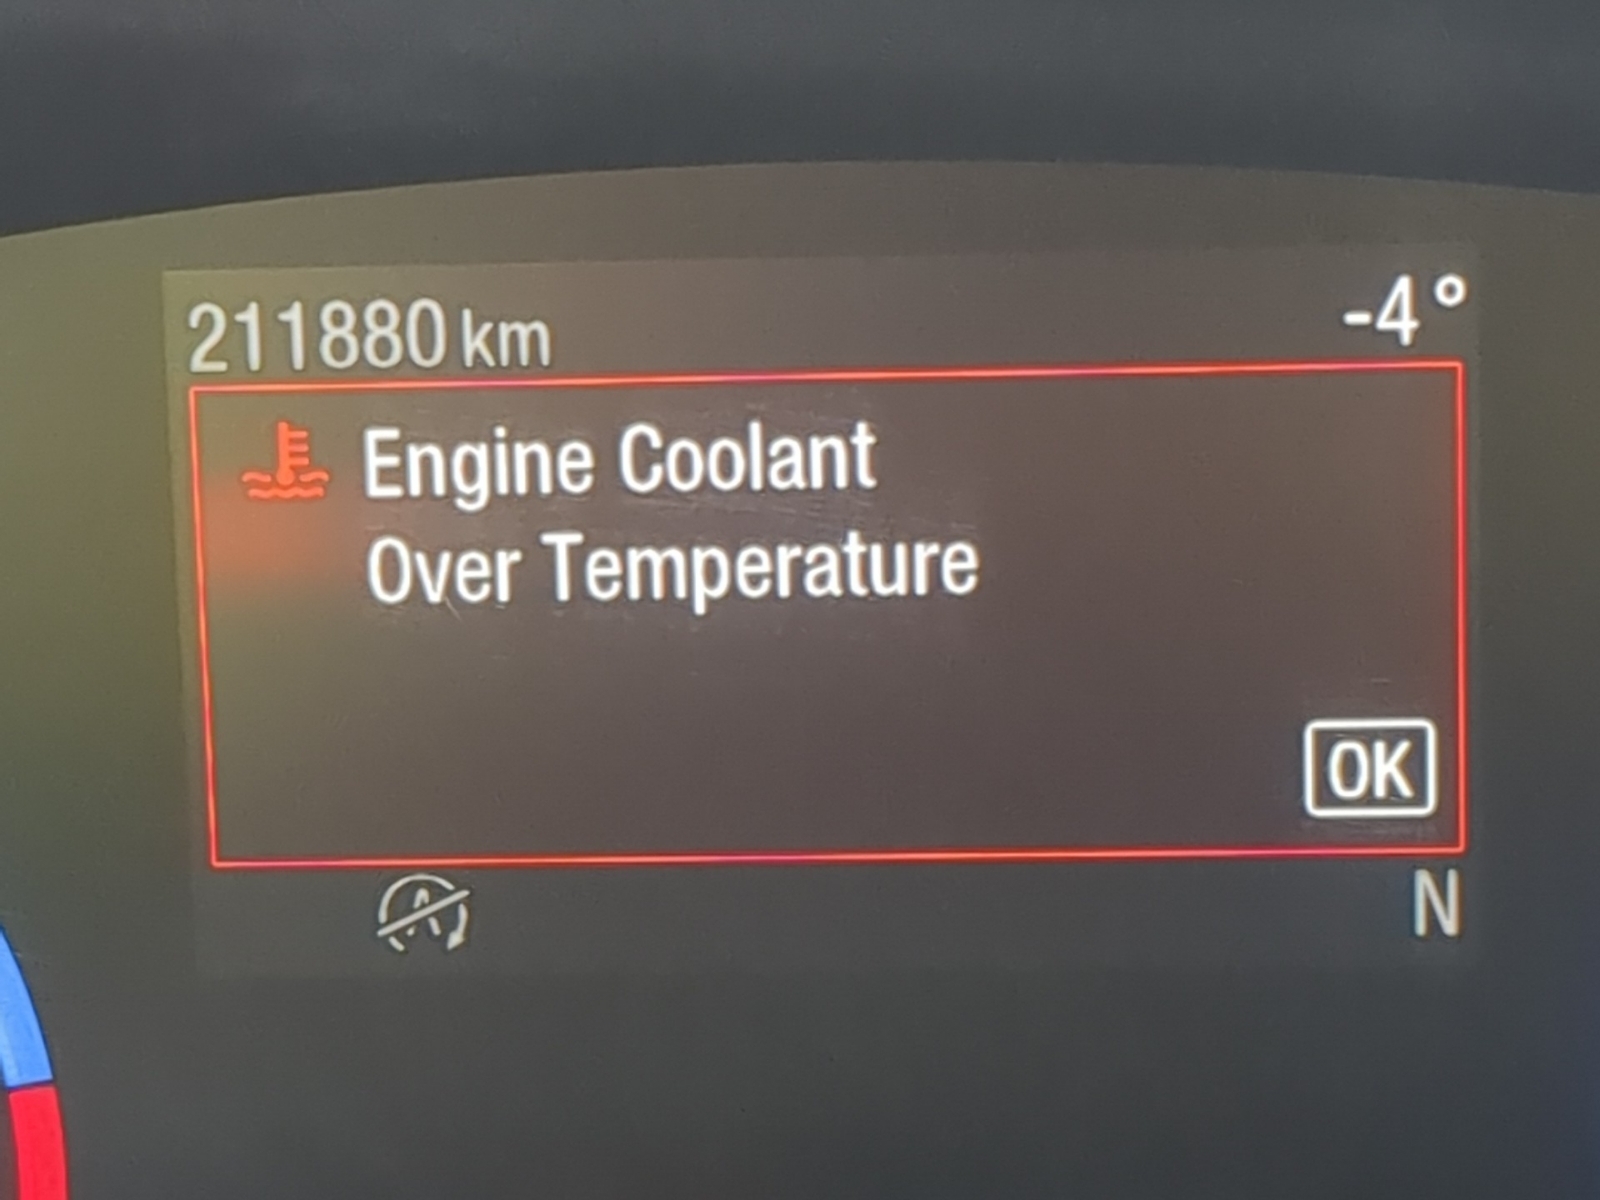 211880 km
-4°
Engine Coolant
Over Temperature
OK
A
N